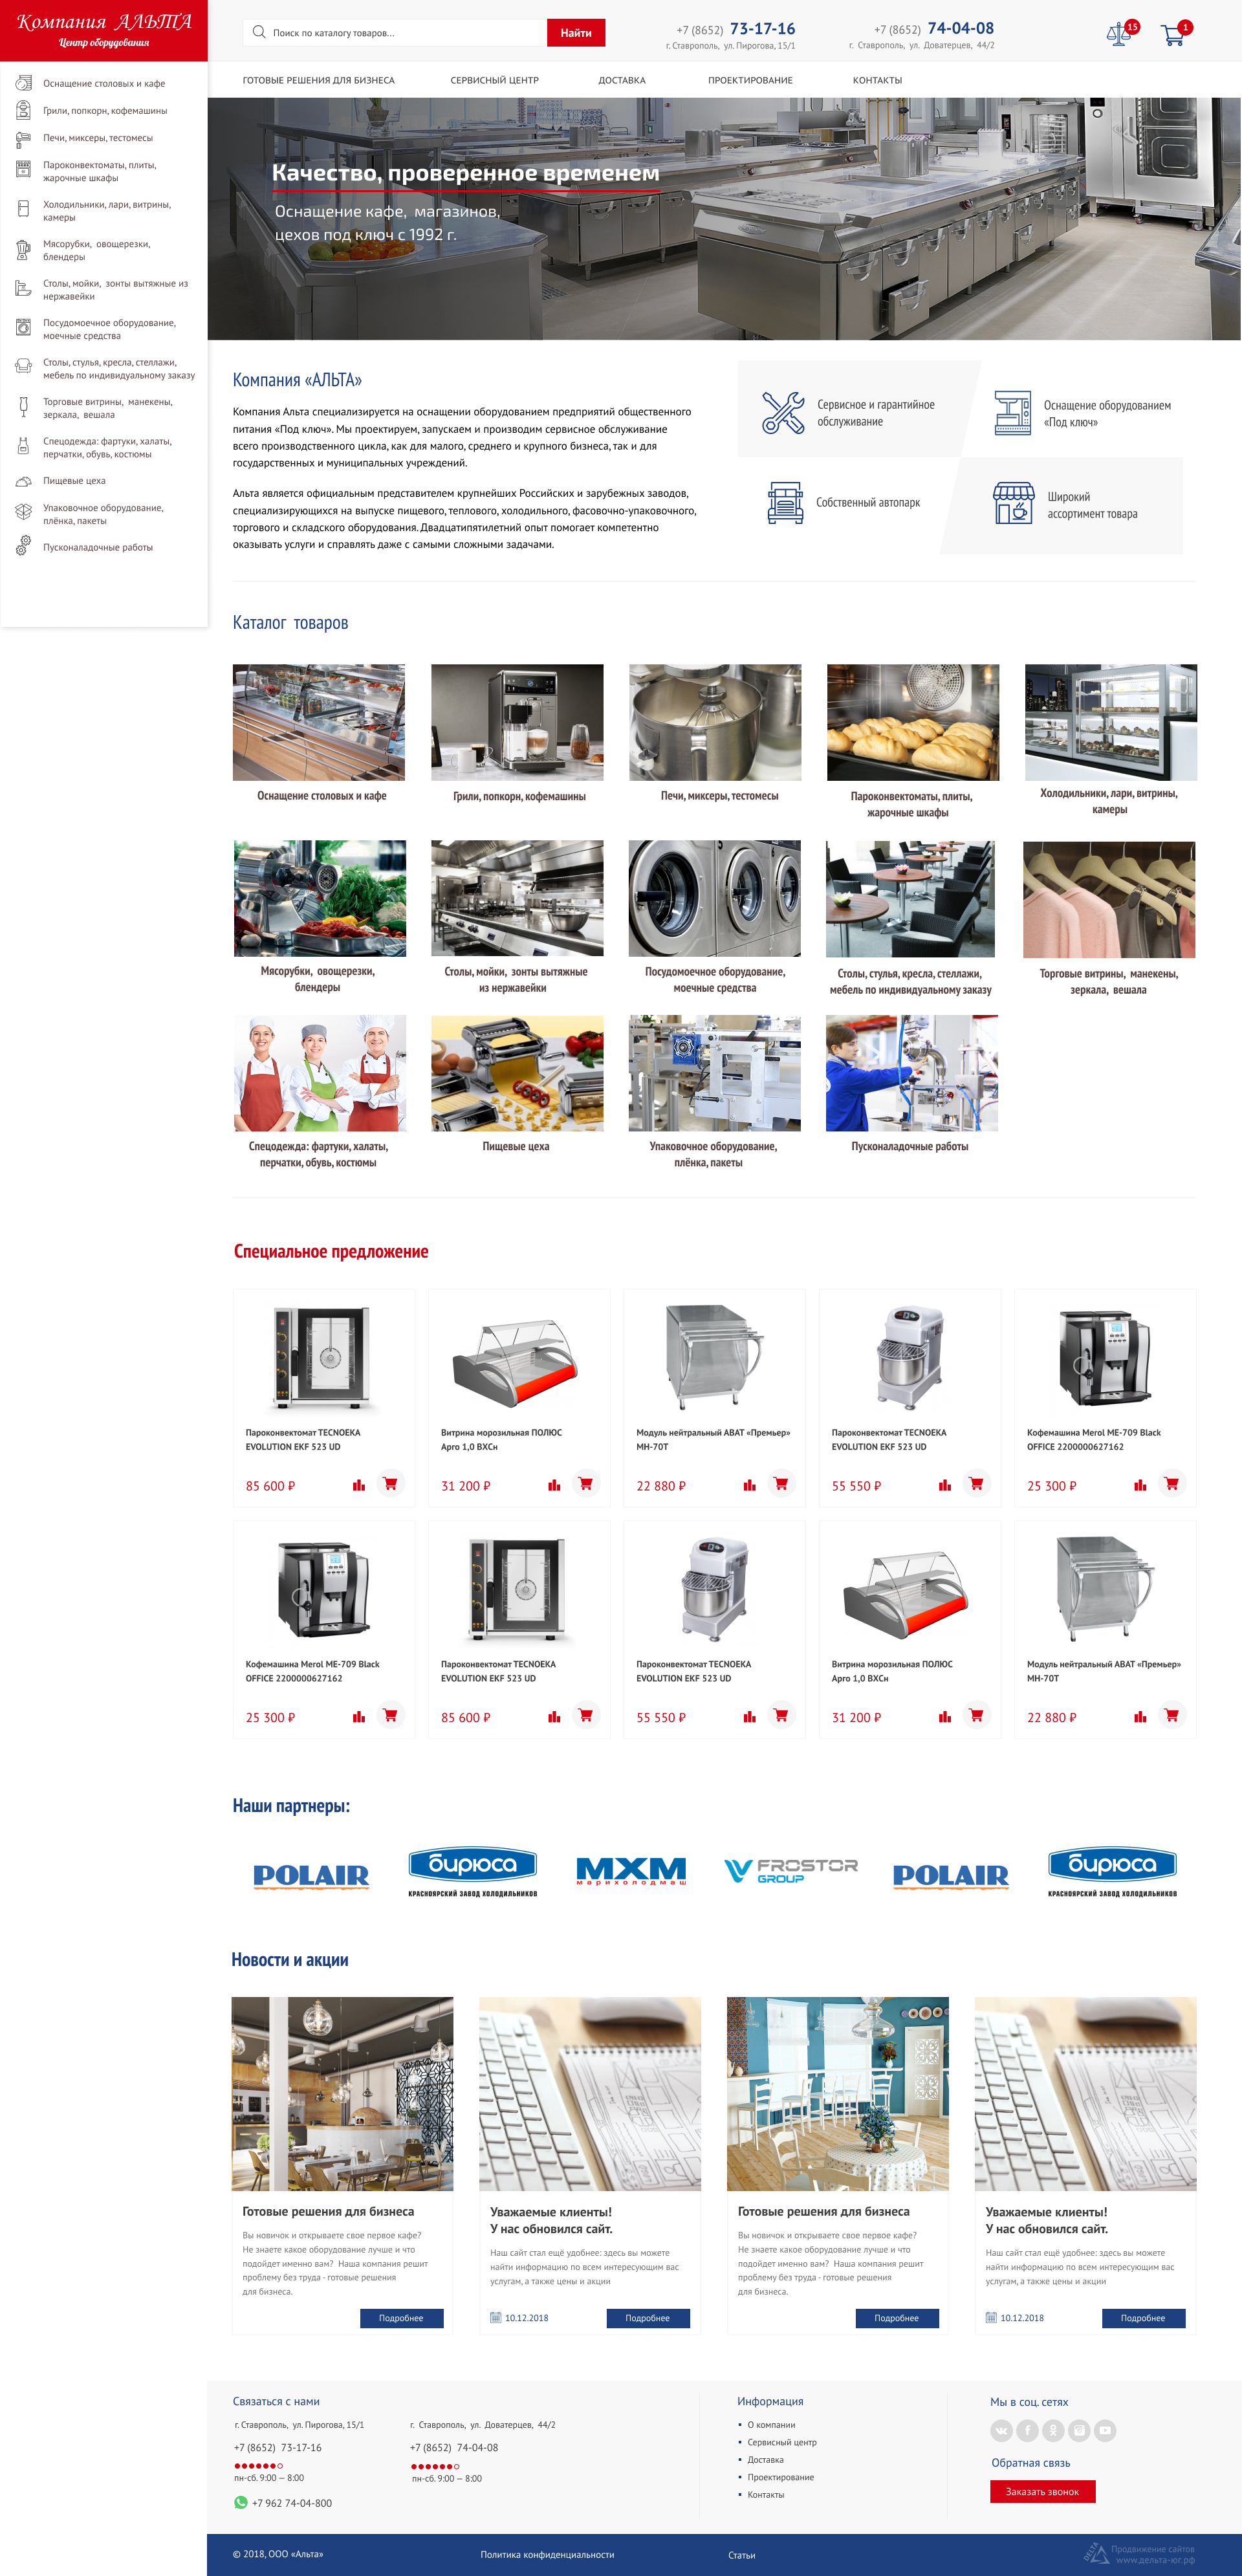 Компания АЛЬТА
Центр оборудования
Поиск по каталогу товаров...
Найти
+7 (8652) 73-17-16
г. Ставрополь, ул. Пирогова, 15/1
+7 (8652) 74-04-08
г. Ставрополь, ул. Доватерцев, 44/2
15
1
ГОТОВЫЕ РЕШЕНИЯ ДЛЯ БИЗНЕСА
СЕРВИСНЫЙ ЦЕНТР
ДОСТАВКА
ПРОЕКТИРОВАНИЕ
КОНТАКТЫ
Оснащение столовых и кафе
Грили, попкорн, кофемашины
Печи, миксеры, тестомесы
Пароконвектоматы, плиты,
жарочные шкафы
Холодильники, лари, витрины,
камеры
Мясорубки, овощерезки,
блендеры
Столы, мойки, зонты вытяжные из
нержавейки
Посудомоечное оборудование,
моечные средства
Столы, стулья, кресла, стеллажи,
мебель по индивидуальному заказу
Торговые витрины, манекены,
зеркала, вешала
Спецодежда: фартуки, халаты,
перчатки, обувь, костюмы
Пищевые цеха
Упаковочное оборудование,
плёнка, пакеты
Пусконаладочные работы
Качество, проверенное временем
Оснащение кафе, магазинов,
цехов под ключ с 1992 г.
Компания «АЛЬТА»
Компания Альта специализируется на оснащении оборудованием предприятий общественного
питания «Под ключ». Мы проектируем, запускаем и производим сервисное обслуживание
всего производственного цикла, как для малого, среднего и крупного бизнеса, так и для
государственных и муниципальных учреждений.
Альта является официальным представителем крупнейших Российских и зарубежных заводов,
специализирующихся на выпуске пищевого, теплового, холодильного, фасовочно-упаковочного,
торгового и складского оборудования. Двадцатипятилетний опыт помогает компетентно
оказывать услуги и справлять даже с самыми сложными задачами.
Сервисное и гарантийное
обслуживание
Оснащение оборудованием
«Под ключ»
Собственный автопарк
Широкий
ассортимент товара
Каталог товаров
Оснащение столовых и кафе
Грили, попкорн, кофемашины
Печи, миксеры, тестомесы
Пароконвектоматы, плиты,
жарочные шкафы
Холодильники, лари, витрины,
камеры
Мясорубки, овощерезки,
блендеры
Столы, мойки, зонты вытяжные
из нержавейки
Посудомоечное оборудование,
моечные средства
Столы, стулья, кресла, стеллажи,
мебель по индивидуальному заказу
Торговые витрины, манекены,
зеркала, вешала
Спецодежда: фартуки, халаты,
перчатки, обувь, костюмы
Пищевые цеха
Упаковочное оборудование,
плёнка, пакеты
Пусконаладочные работы
Специальное предложение
Пароконвектомат TECNOEKA
EVOLUTION EKF 523 UD
85 600 ₽
Витрина морозильная ПОЛЮС
Арго 1,0 ВХСн
31 200 ₽
Модуль нейтральный АВАТ «Премьер»
МН-70Т
22 880 ₽
Пароконвектомат TECNOEKA
EVOLUTION EKF 523 UD
55 550 ₽
Кофемашина Merol ME-709 Black
OFFICE 2200000627162
25 300 ₽
Кофемашина Merol ME-709 Black
OFFICE 2200000627162
25 300 ₽
Пароконвектомат TECNOEKA
EVOLUTION EKF 523 UD
85 600 ₽
Пароконвектомат TECNOEKA
EVOLUTION EKF 523 UD
55 550 ₽
Витрина морозильная ПОЛЮС
Арго 1,0 ВХСн
31 200 ₽
Модуль нейтральный АВАТ «Премьер»
МН-70Т
22 880 ₽
Наши партнеры:
POLAIR
бирюса
КРАСНОЯРСКИЙ ЗАВОД ХОЛОДИЛЬНИКОВ
МХМ
марихолодмаш
FROSTOR
GROUP
POLAIR
бирюса
КРАСНОЯРСКИЙ ЗАВОД ХОЛОДИЛЬНИКОВ
Новости и акции
Готовые решения для бизнеса
Вы новичок и открываете свое первое кафе?
Не знаете какое оборудование лучше и что
подойдет именно вам? Наша компания решит
проблему без труда - готовые решения
для бизнеса.
Подробнее
Уважаемые клиенты!
У нас обновился сайт.
Наш сайт стал ещё удобнее: здесь вы можете
найти информацию по всем интересующим вас
услугам, а также цены и акции
10.12.2018
Подробнее
Готовые решения для бизнеса
Вы новичок и открываете свое первое кафе?
Не знаете какое оборудование лучше и что
подойдет именно вам? Наша компания решит
проблему без труда - готовые решения
для бизнеса.
Подробнее
Уважаемые клиенты!
У нас обновился сайт.
Наш сайт стал ещё удобнее: здесь вы можете
найти информацию по всем интересующим вас
услугам, а также цены и акции
10.12.2018
Подробнее
Связаться с нами
г. Ставрополь, ул. Пирогова, 15/1
+7 (8652) 73-17-16
пн-сб. 9:00 — 8:00
+7 962 74-04-800
г. Ставрополь, ул. Доватерцев, 44/2
+7 (8652) 74-04-08
пн-сб. 9:00 — 8:00
Информация
О компании
Сервисный центр
Доставка
Проектирование
Контакты
Мы в соц. сетях
Обратная связь
Заказать звонок
© 2018, ООО «Альта»
Политика конфиденциальности
Статьи
DELTA
Продвижение сайтов
www.дельта-юг.рф